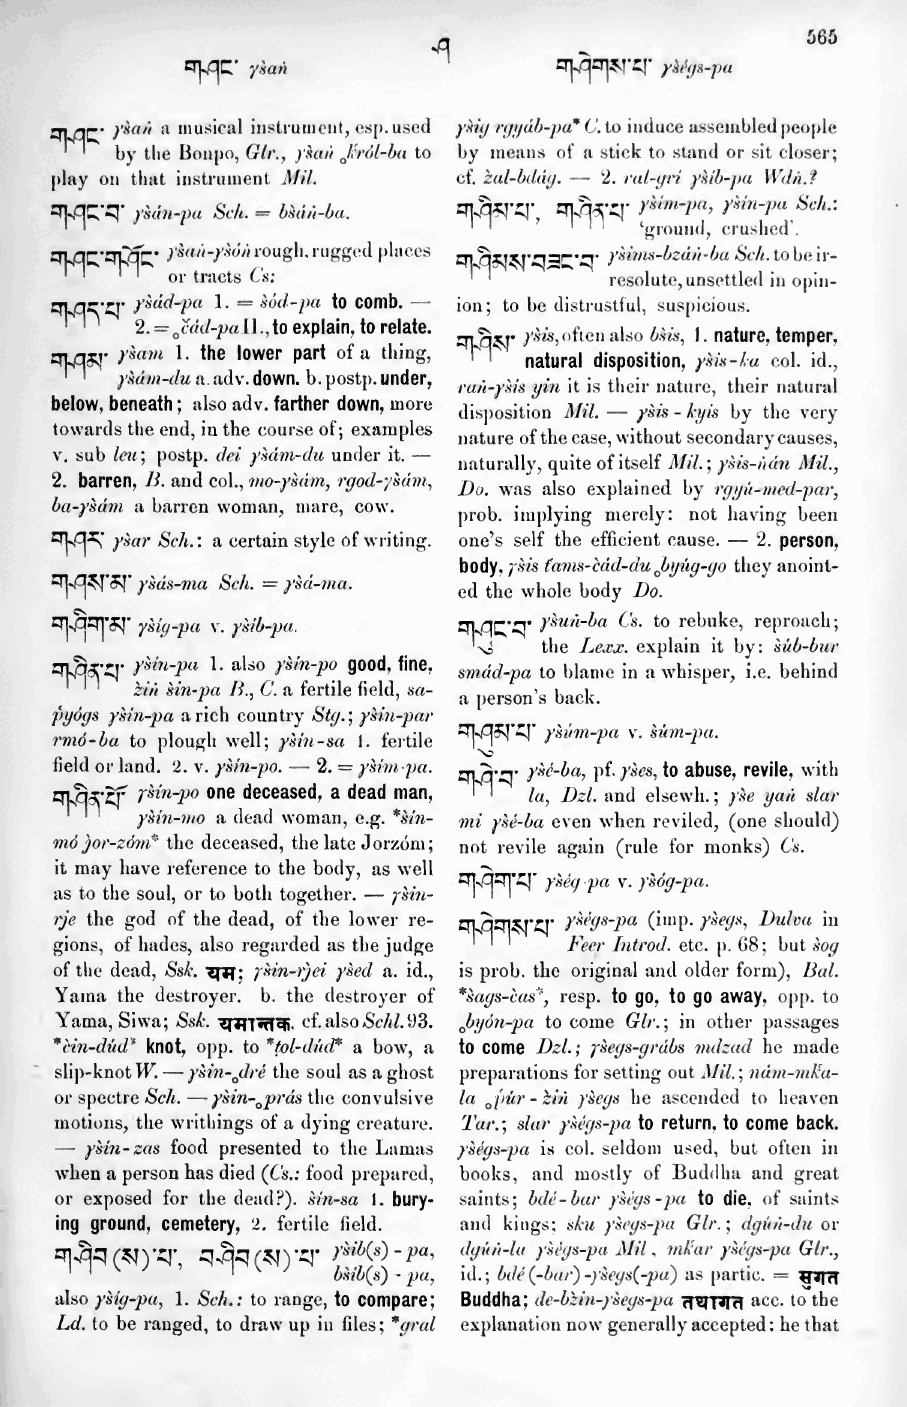 ཤ
565
གཤང་ yšaṅ
གཤེགས་པ་ yšégs-pa
གཤང་ yšaṅ a musical instrument, esp. used
by the Bonpo, Glr., yšaṅ ₒḱról-ba to
play on that instrument Mil.
གཤང་བ་ yšáṅ-pa Sch. = bšáṅ-ba.
གཤང་གཤོང་ yšaṅ-yšóṅ rough, rugged places
or tracts Cs:
གཤད་པ་ yšád-pa 1. = šód-pa to comb. —
2. = ₒčád-pa II., to explain, to relate.
གཤམ་ yšam 1. the lower part of a thing,
yšám-du a. adv. down. b. postp. under,
below, beneath; also adv. farther down, more
towards the end, in the course of; examples
v. sub leu; postp. dei yšám-du under it. —
2. barren, B. and col., mo-yšám, rgod-yšám,
ba-yšám a barren woman, mare, cow.
གཤར་ yšar Sch.: a certain style of writing.
གཤས་མ་ yšás-ma Sch. = yšá-ma.
གཤིག་པ་ yšíg-pa v. yšíb-pa.
གཤིན་པ་ yšín-pa 1. also yšín-po good, fine,
žiṅ šin-pa B., C. a fertile field, sa-
ṕyógs yšín-pa a rich country Stg.; yšín-par
rmó-ba to plough well; yšín-sa 1. fertile
field or land. 2. v. yšín-po. — 2. = yším-pa.
གཤིན་པོ་ yšín-po one deceased, a dead man,
yšín-mo a dead woman, e.g. *šin-
mó jor-zóm* the deceased, the late Jorzóm;
it may have reference to the body, as well
as to the soul, or to both together. — yšin-
rje the god of the dead, of the lower re-
gions, of hades, also regarded as the judge
of the dead, Ssk. यम; yšin-rjei yšed a. id.,
Yama the destroyer. b. the destroyer of
Yama, Siwa; Ssk. यमान्तक. cf. also Schl. 93.
*čin-dúd* knot, opp. to *ṭol-dúd* a bow, a
slip-knot W. — yšin-ₒdré the soul as a ghost
or spectre Sch. — yšin-ₒprás the convulsive
motions, the writhings of a dying creature.
— yšín-zas food presented to the Lamas
when a person has died (Cs.: food prepared,
or exposed for the dead?). šín-sa 1. bury-
ing ground, cemetery, 2. fertile field.
གཤིབ(ས)་པ་, བཤིབ(ས)་པ་ yšíb(s)-pa,
bšíb(s)-pa,
also yšíg-pa, 1. Sch.: to range, to compare;
Ld. to be ranged, to draw up in files; *gral
yšig rgyáb-pa* C. to induce assembled people
by means of a stick to stand or sit closer;
cf. žal-bdág. — 2. ral-gri yšíb-pa Wdṅ.?
གཤིམ་པ་, གཤིན་པ་ yším-pa, yšín-pa Sch.:
‘ground, crushed’.
གཤིམས་བཟང་བ་ yšims-bzáṅ-ba Sch. to be ir-
resolute, unsettled in opin-
ion; to be distrustful, suspicious.
གཤིས་ yšis, often also bšis, 1. nature, temper,
natural disposition, yšis-ka col. id.,
raṅ-yšis yin it is their nature, their natural
disposition Mil. — yšis-kyis by the very
nature of the case, without secondary causes,
naturally, quite of itself Mil.; yšis-ṅán Mil.,
Do. was also explained by rgyú-med-par,
prob. implying merely: not having been
one’s self the efficient cause. — 2. person,
body, yšis tams-čád-du ₒbyúg-go they anoint-
ed the whole body Do.
གཤུང་བ་ yšuṅ-ba Cs. to rebuke, reproach;
the Lexx. explain it by: šúb-bur
smád-pa to blame in a whisper, i.e. behind
a person’s back.
གཤུམ་པ་ yšúm-pa v. šúm-pa.
གཤེ་བ་ yšé-ba, pf. yšes, to abuse, revile, with
la, Dzl. and elsewh.; yše yaṅ slar
mi yšé-ba even when reviled, (one should)
not revile again (rule for monks) Cs.
གཤེག་པ་ yšég-pa v. yšóg-pa.
གཤེགས་པ་ yšégs-pa (imp. yšegs, Dulva in
Feer Introd. etc. p. 68; but šog
is prob. the original and older form), Bal.
*šags-čas*, resp. to go, to go away, opp. to
ₒbyón-pa to come Glr.; in other passages
to come Dzl.; yšegs-grábs mdzad he made
preparations for setting out Mil.; nám-mḱa-
la ₒṕúr-žiṅ yšegs he ascended to heaven
Tar.; slar yšégs-pa to return, to come back.
yšégs-pa is col. seldom used, but often in
books, and mostly of Buddha and great
saints; bdé-bar yšégs-pa to die, of saints
and kings; sku yšegs-pa Glr.; dgúṅ-du or
dgúṅ-la yšégs-pa Mil., mḱar yšégs-pa Glr.,
id.; bdé(-bar)-yšegs(-pa) as partic. = सुगत
Buddha; de-bžin-yšegs-pa तथागत acc. to the
explanation now generally accepted: he that